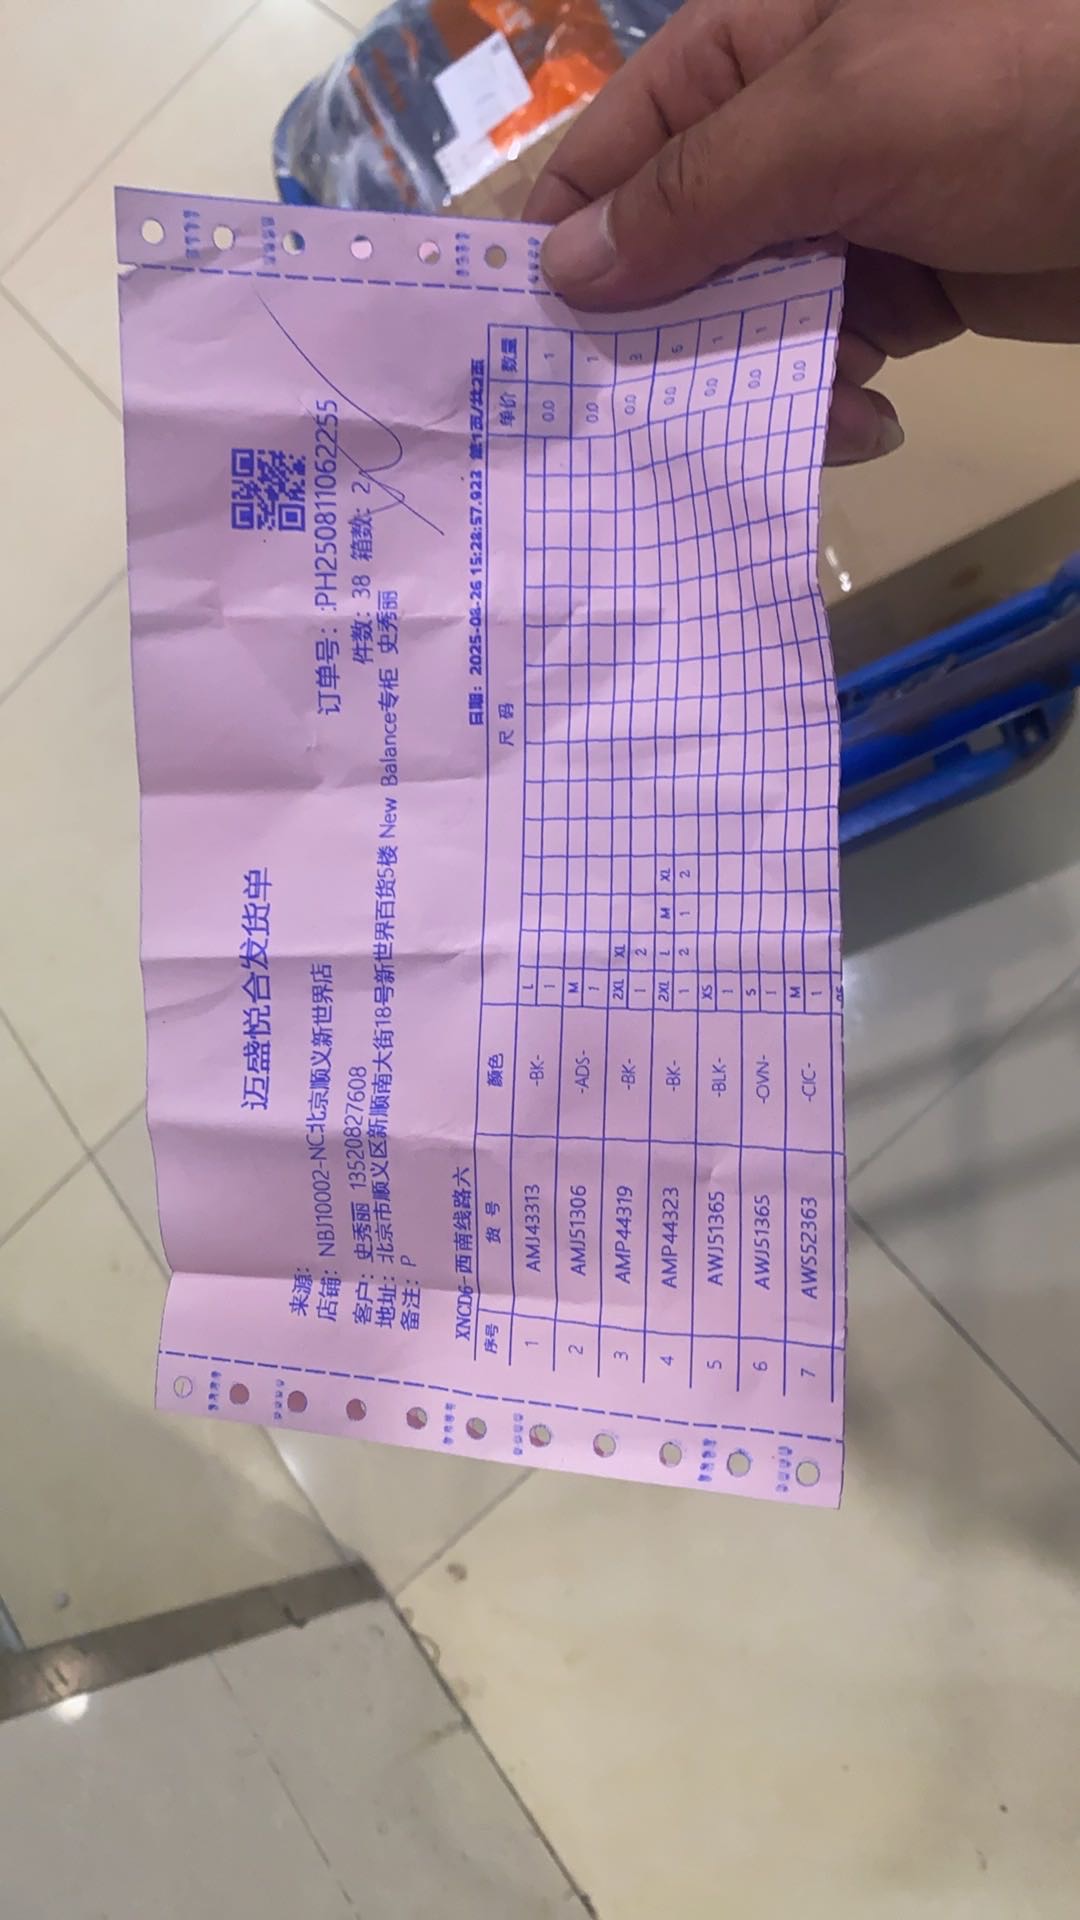 迈盛悦合发货单
来源:
店铺: NBJ10002-NC北京顺义新世界店 订单号: :PH250811062255
客户: 史秀丽 13520827608 件数: 38 箱数: 2
地址: 北京市顺义区新顺南大街18号新世界百货5楼 New Balance专柜 史秀丽
备注: P
XNCD6-西南线路六 日期: 2025-08-26 15:28:57.923 第1页/共2页
序号 货 号 颜色 尺 码 单价 数量
1 AMJ43313 -BK- L 0.0 1
1
2 AMJ51306 -ADS- M 0.0 1
1
3 AMP44319 -BK- 2XL XL 0.0 3
1 2
4 AMP44323 -BK- 2XL L M XL 0.0 6
1 2 1 2
5 AWJ51365 -BLK- XS 0.0 1
1
6 AWJ51365 -OVN- S 0.0 1
1
7 AWS52363 -CIC- M 0.0 1
1